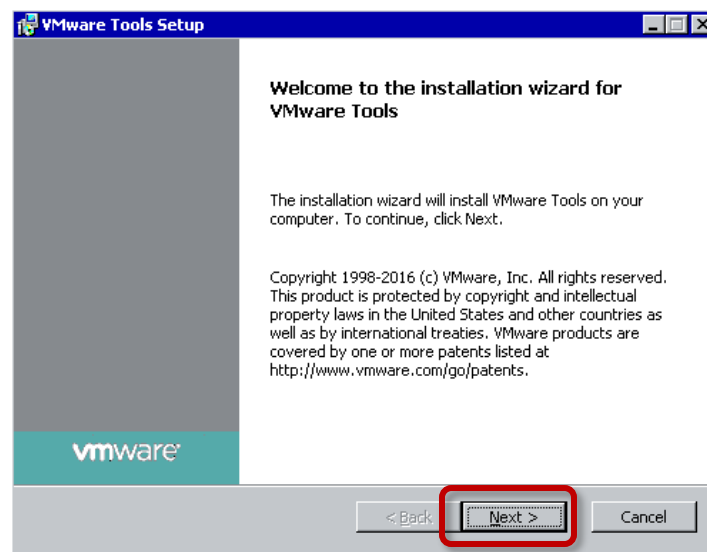 VMware Tools Setup
Welcome to the installation wizard for
VMware Tools
The installation wizard will install VMware Tools on your
computer. To continue, click Next.
Copyright 1998-2016 (c) VMware, Inc. All rights reserved.
This product is protected by copyright and intellectual
property laws in the United States and other countries as
well as by international treaties. VMware products are
covered by one or more patents listed at
http://www.vmware.com/go/patents.
vmware
< Back
Next >
Cancel